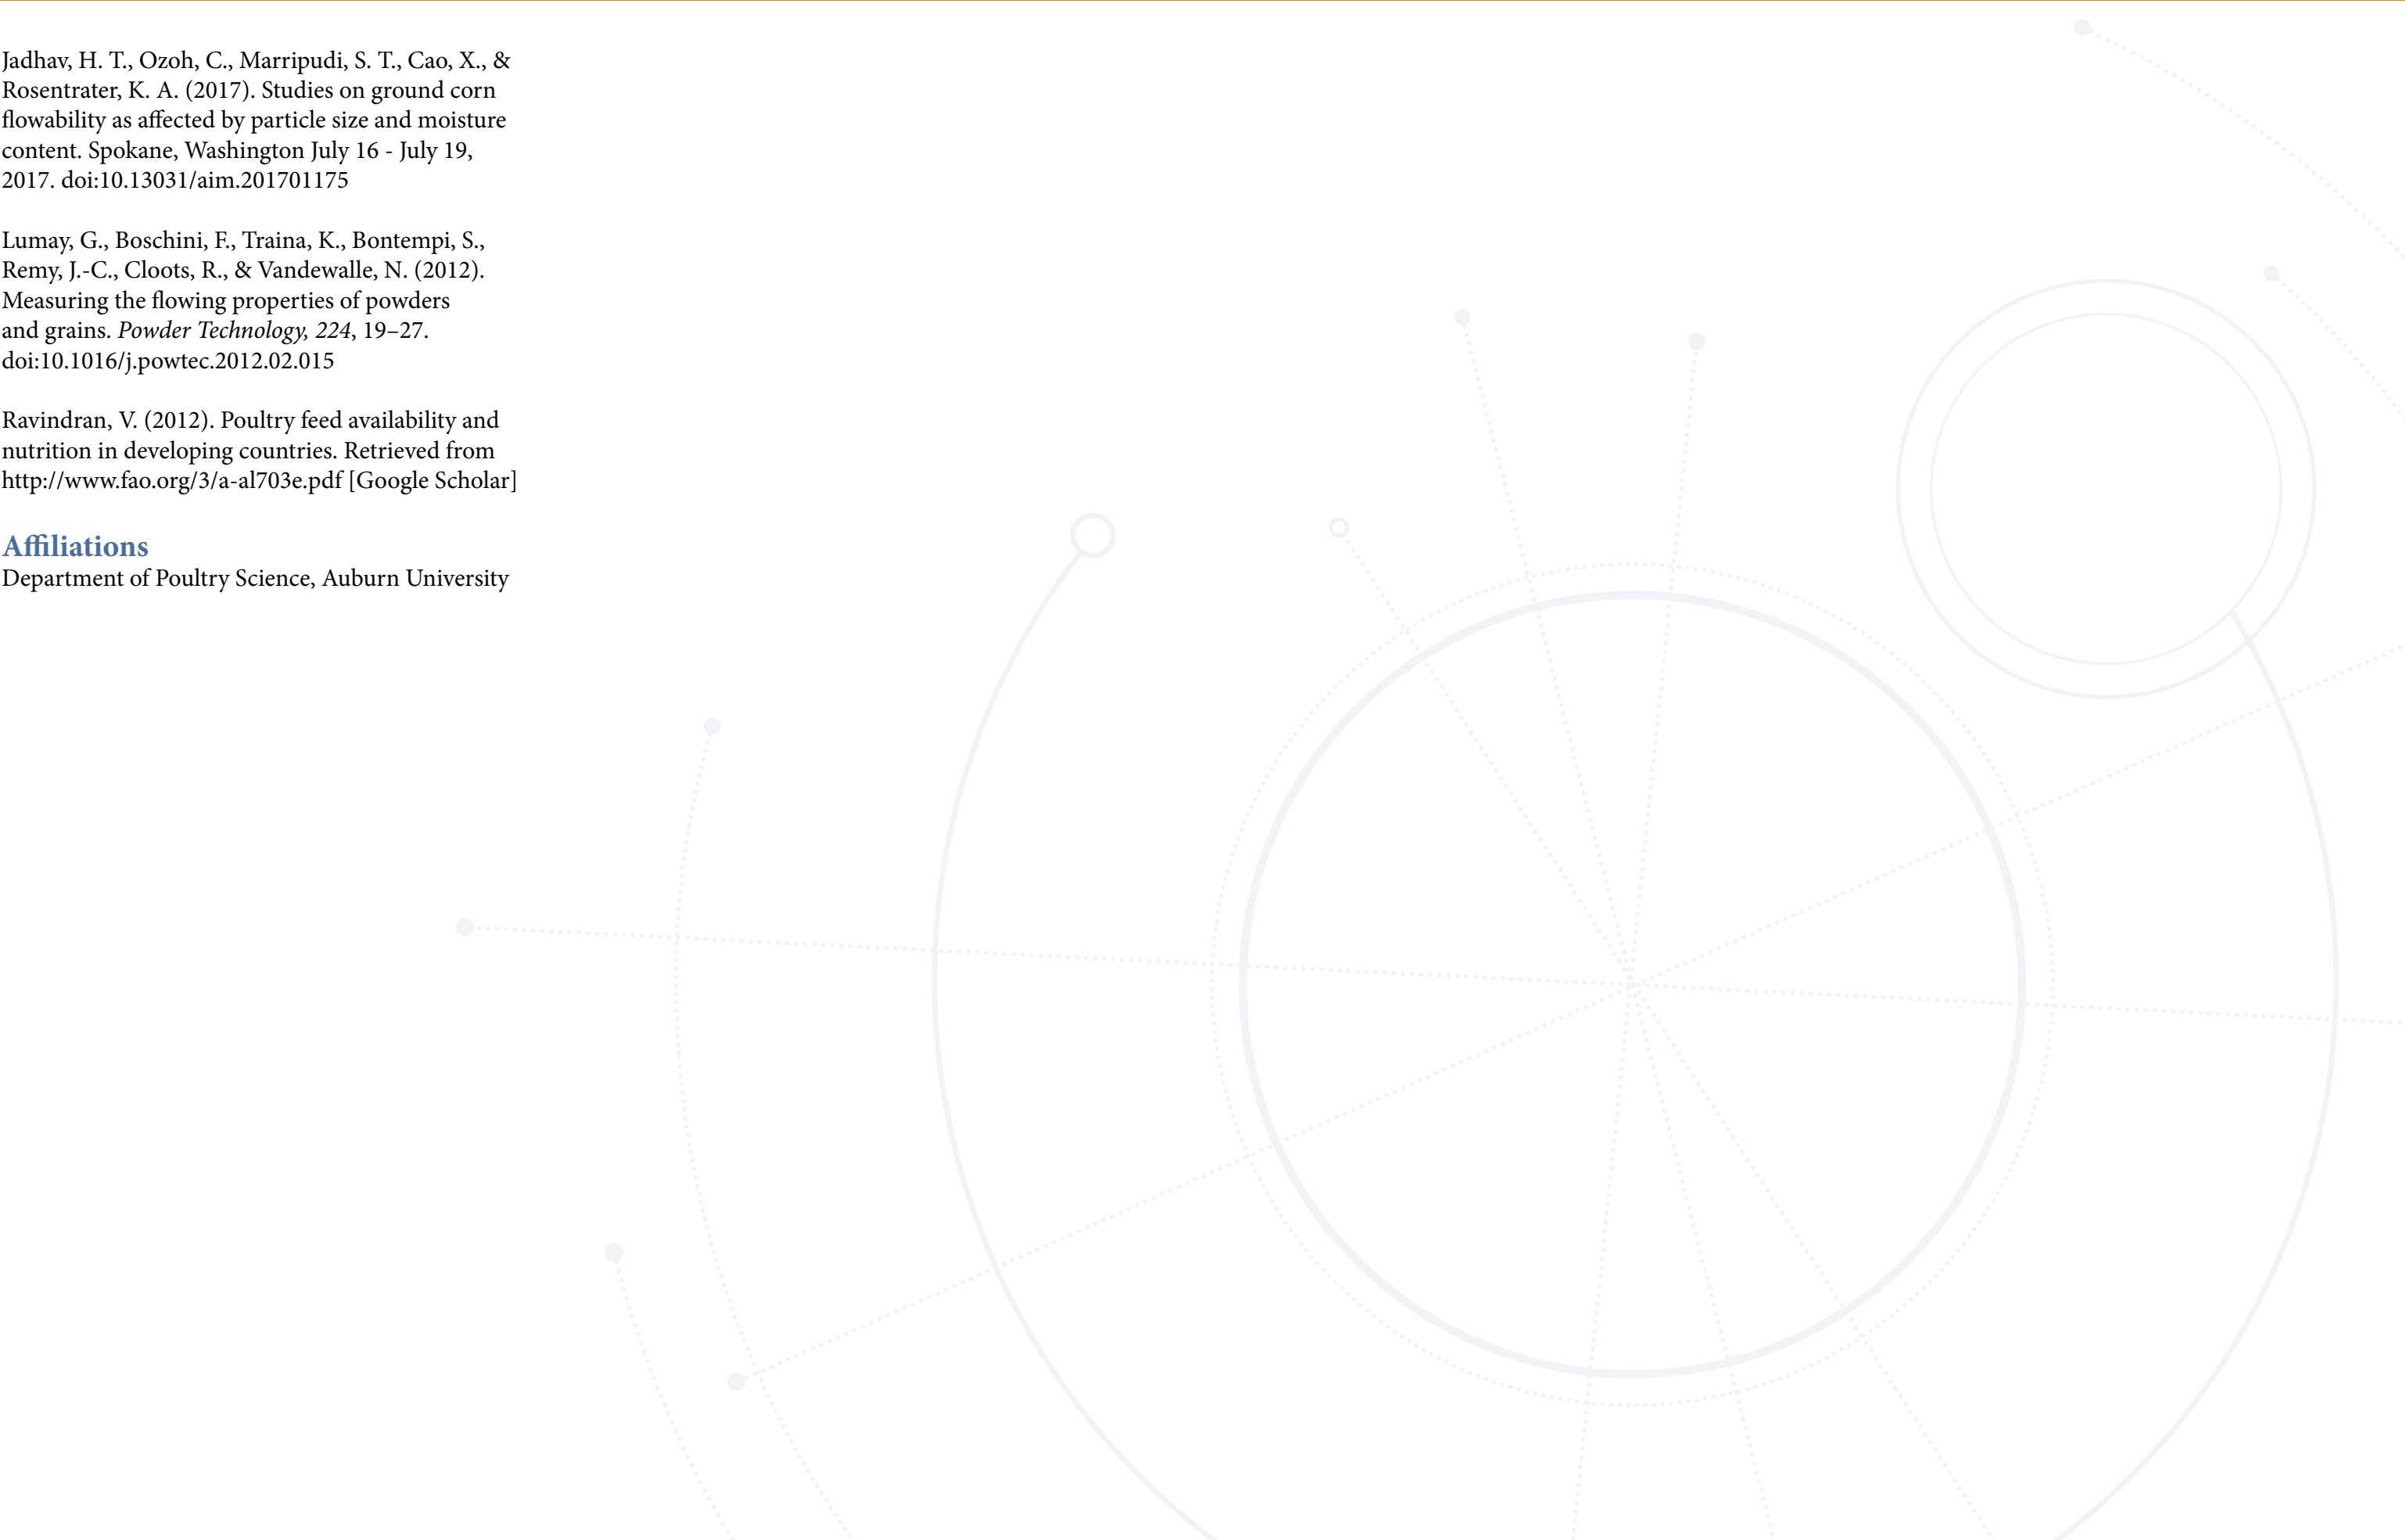 Jadhav, H. T., Ozoh, C., Marripudi, S. T., Cao, X., &
Rosentrater, K. A. (2017). Studies on ground corn
flowability as affected by particle size and moisture
content. Spokane, Washington July 16 - July 19,
2017. doi:10.13031/aim.201701175
Lumay, G., Boschini, F., Traina, K., Bontempi, S.,
Remy, J.-C., Cloots, R., & Vandewalle, N. (2012).
Measuring the flowing properties of powders
and grains. Powder Technology, 224, 19–27.
doi:10.1016/j.powtec.2012.02.015
Ravindran, V. (2012). Poultry feed availability and
nutrition in developing countries. Retrieved from
http://www.fao.org/3/a-al703e.pdf [Google Scholar]
Affiliations
Department of Poultry Science, Auburn University